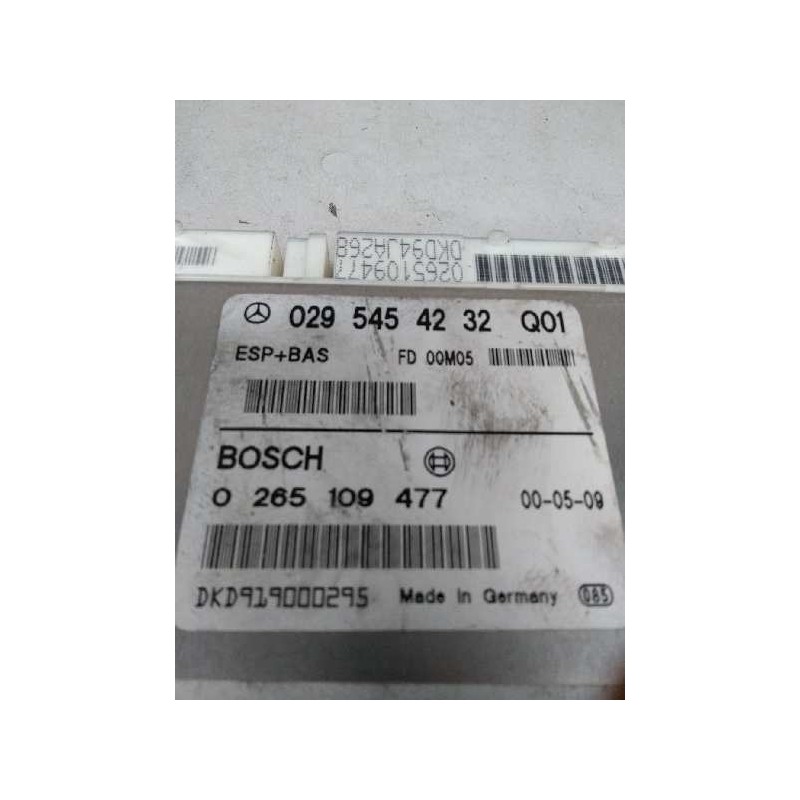 0265109477
DKD94JA268
029 545 42 32 Q01
ESP+BAS FD 00M05
BOSCH
0 265 109 477 00-05-09
DKD919000295 Made in Germany 085